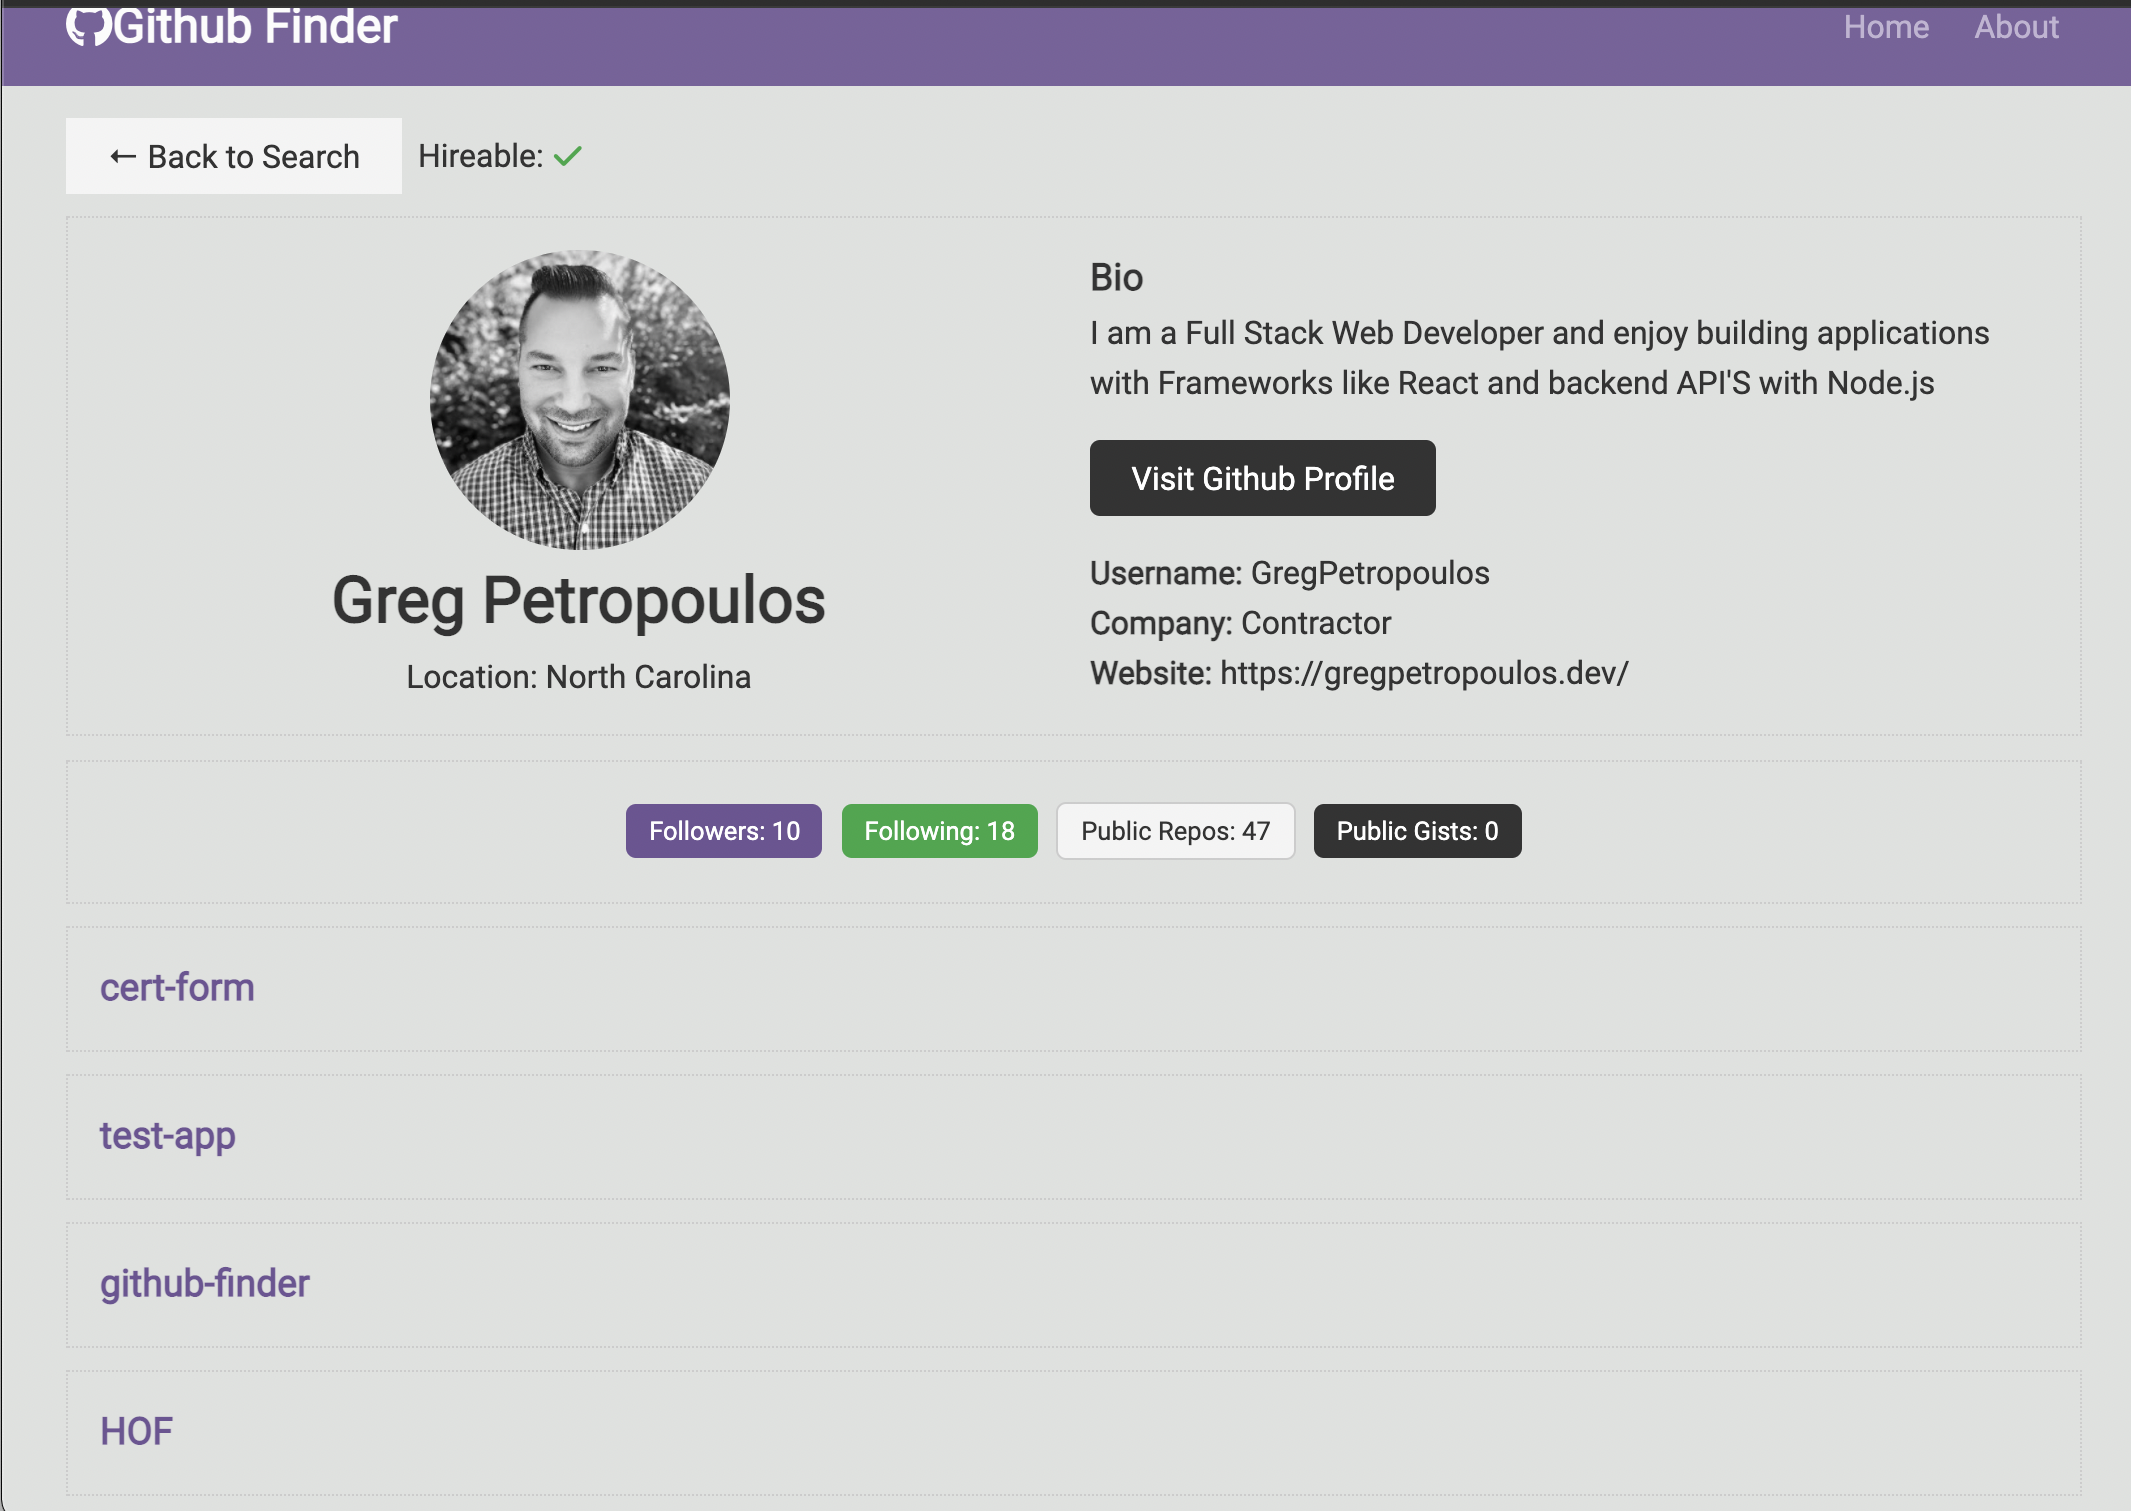 Github Finder
Home
About
← Back to Search
Hireable:
Greg Petropoulos
Location: North Carolina
Bio
I am a Full Stack Web Developer and enjoy building applications
with Frameworks like React and backend API'S with Node.js
Visit Github Profile
Username: GregPetropoulos
Company: Contractor
Website: https://gregpetropoulos.dev/
Followers: 10
Following: 18
Public Repos: 47
Public Gists: 0
cert-form
test-app
github-finder
HOF